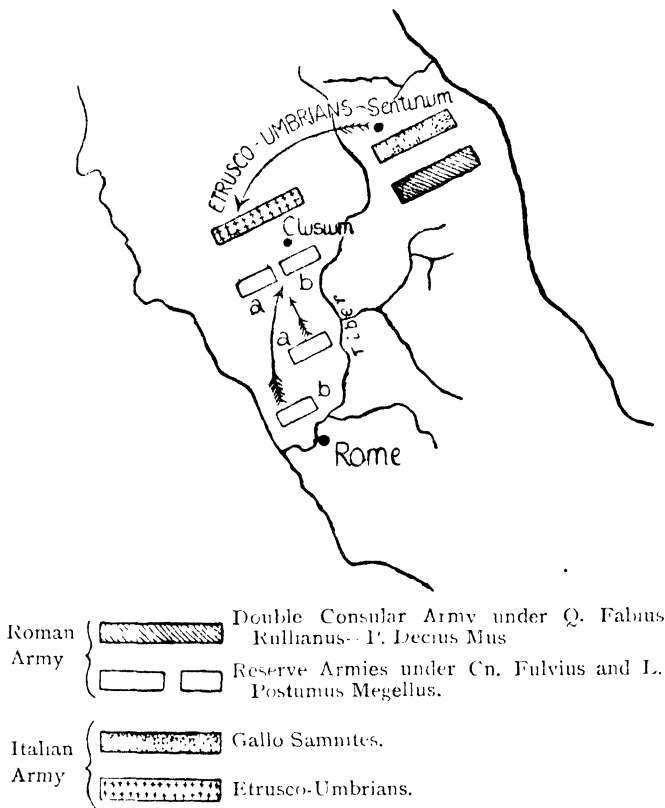 ETRUSCO-UMBRIANS-Sentinum
Clusium
a b
a
b
Tiber
Rome
Roman
Army
Double Consular Army under Q. Fabius
Rullianus-- P. Decius Mus
Reserve Armies under Cn. Fulvius and L.
Postumus Megellus.
Italian
Army
Gallo Samnites.
Etrusco-Umbrians.